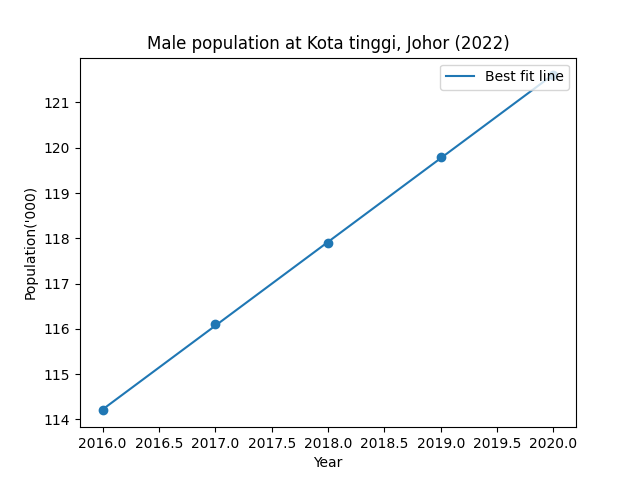 Male population at Kota tinggi, Johor (2022)
Best fit line
121
120
119
118
117
116
115
114
Population('000)
2016.0 2016.5 2017.0 2017.5 2018.0 2018.5 2019.0 2019.5 2020.0
Year